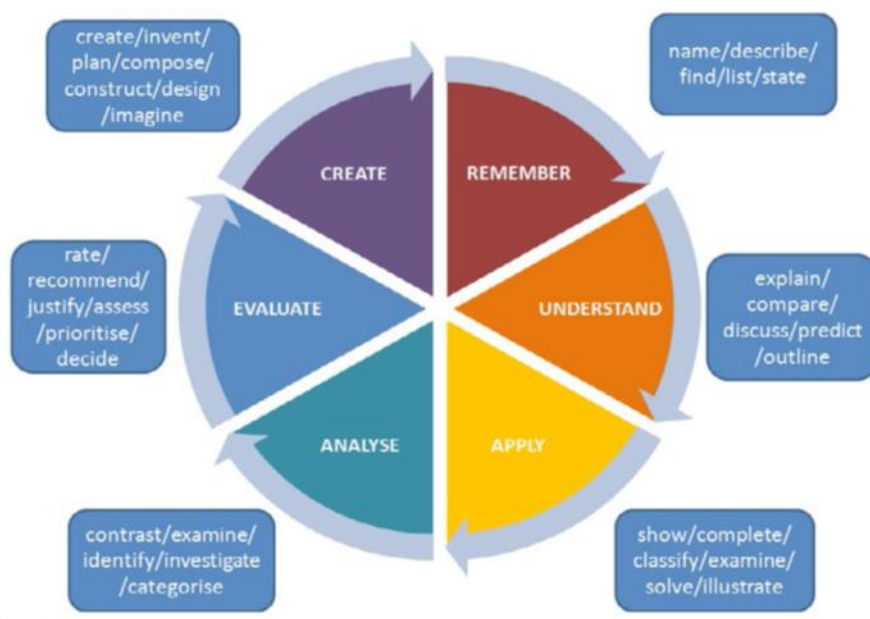 create/invent/
plan/compose/
construct/design
/imagine
name/describe/
find/list/state
CREATE
REMEMBER
rate/
recommend/
justify/assess
/prioritise/
decide
EVALUATE
UNDERSTAND
explain/
compare/
discuss/predict
/outline
ANALYSE
APPLY
contrast/examine/
identify/investigate
/categorise
show/complete/
classify/examine/
solve/illustrate